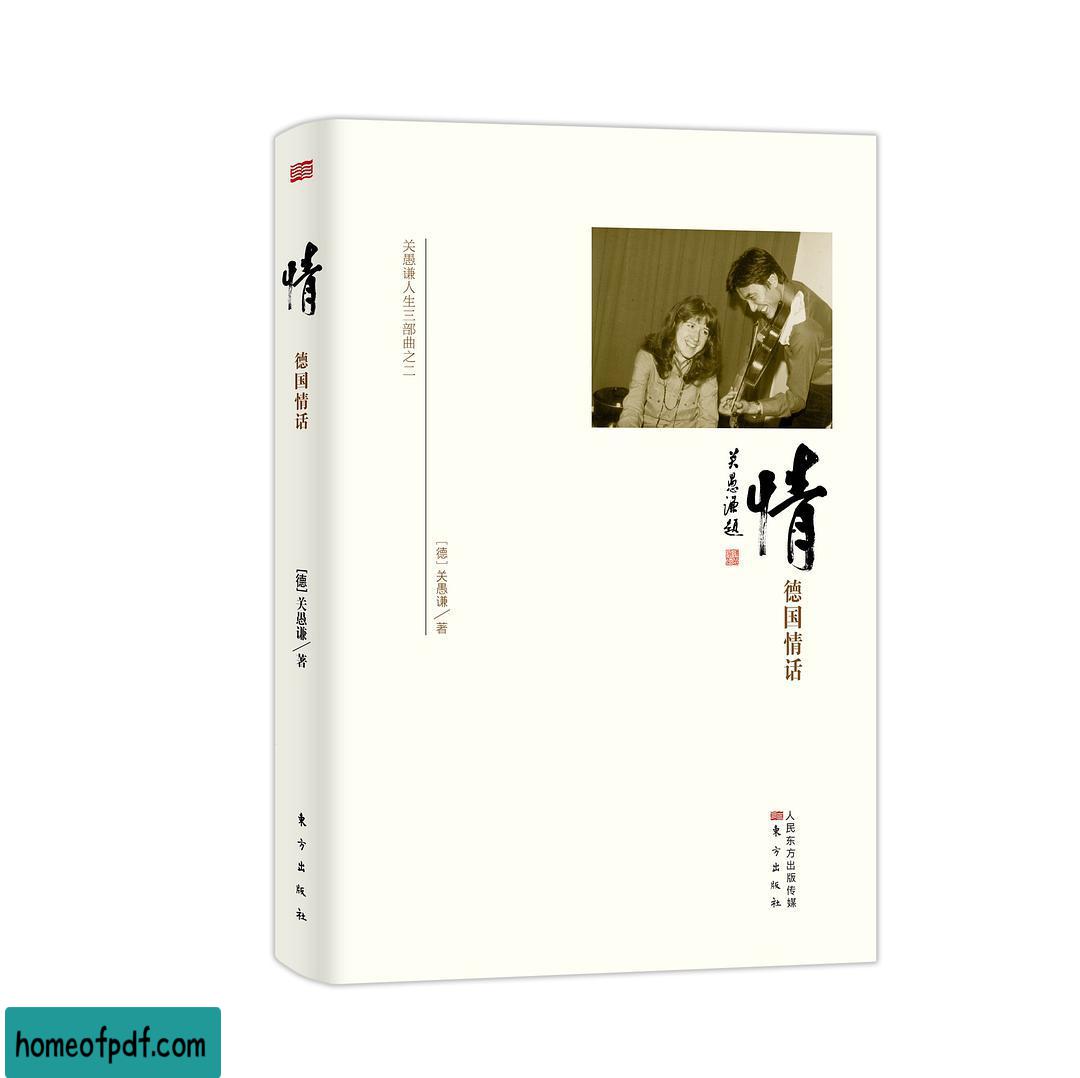 情
德国情话
[德]关愚谦/著
東方出版社
关愚谦人生三部曲之二
[德]关愚谦/著
关愚谦题
情
德国情话
人民东方出版传媒
東方出版社
homeofpdf.com